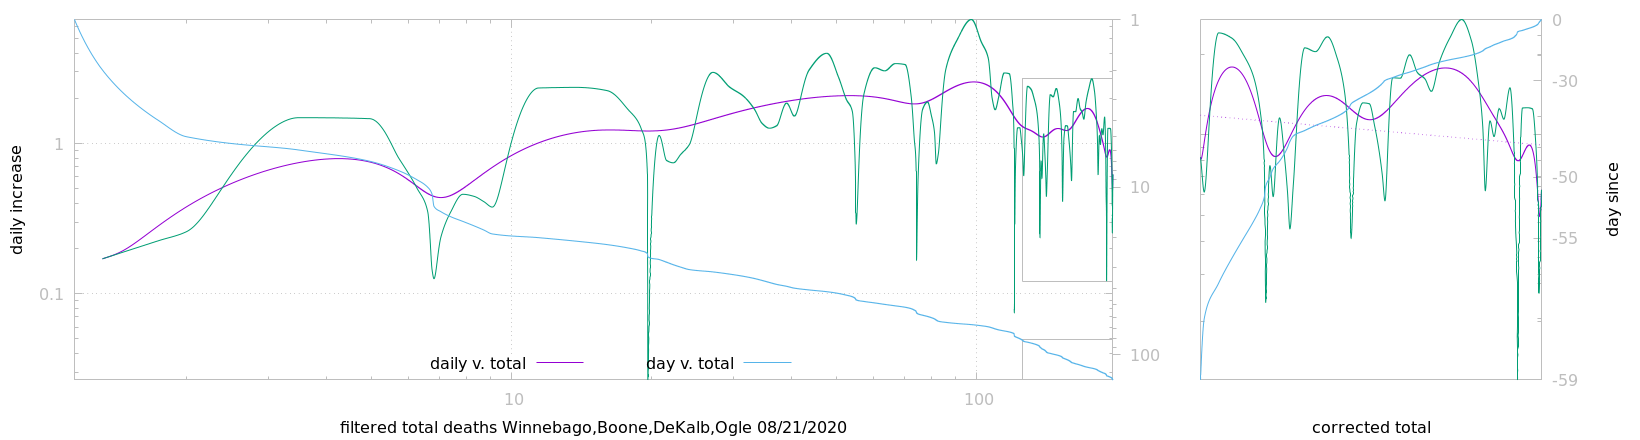 daily increase
1
0.1
10
100
daily v. total
day v. total
1
10
100
filtered total deaths Winnebago,Boone,DeKalb,Ogle 08/21/2020
0
-30
-50
-55
-59
day since
corrected total